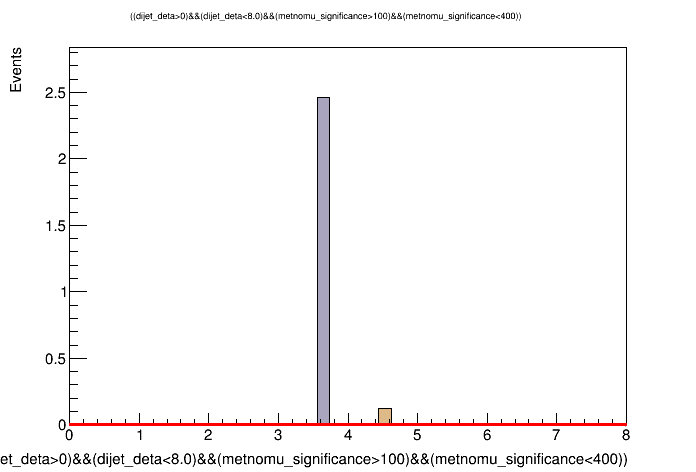 ((dijet_deta>0)&&(dijet_deta<8.0)&&(metnomu_significance>100)&&(metnomu_significance<400))
Events
2.5
2
1.5
1
0.5
0
0 1 2 3 4 5 6 7 8
et_deta>0)&&(dijet_deta<8.0)&&(metnomu_significance>100)&&(metnomu_significance<400))